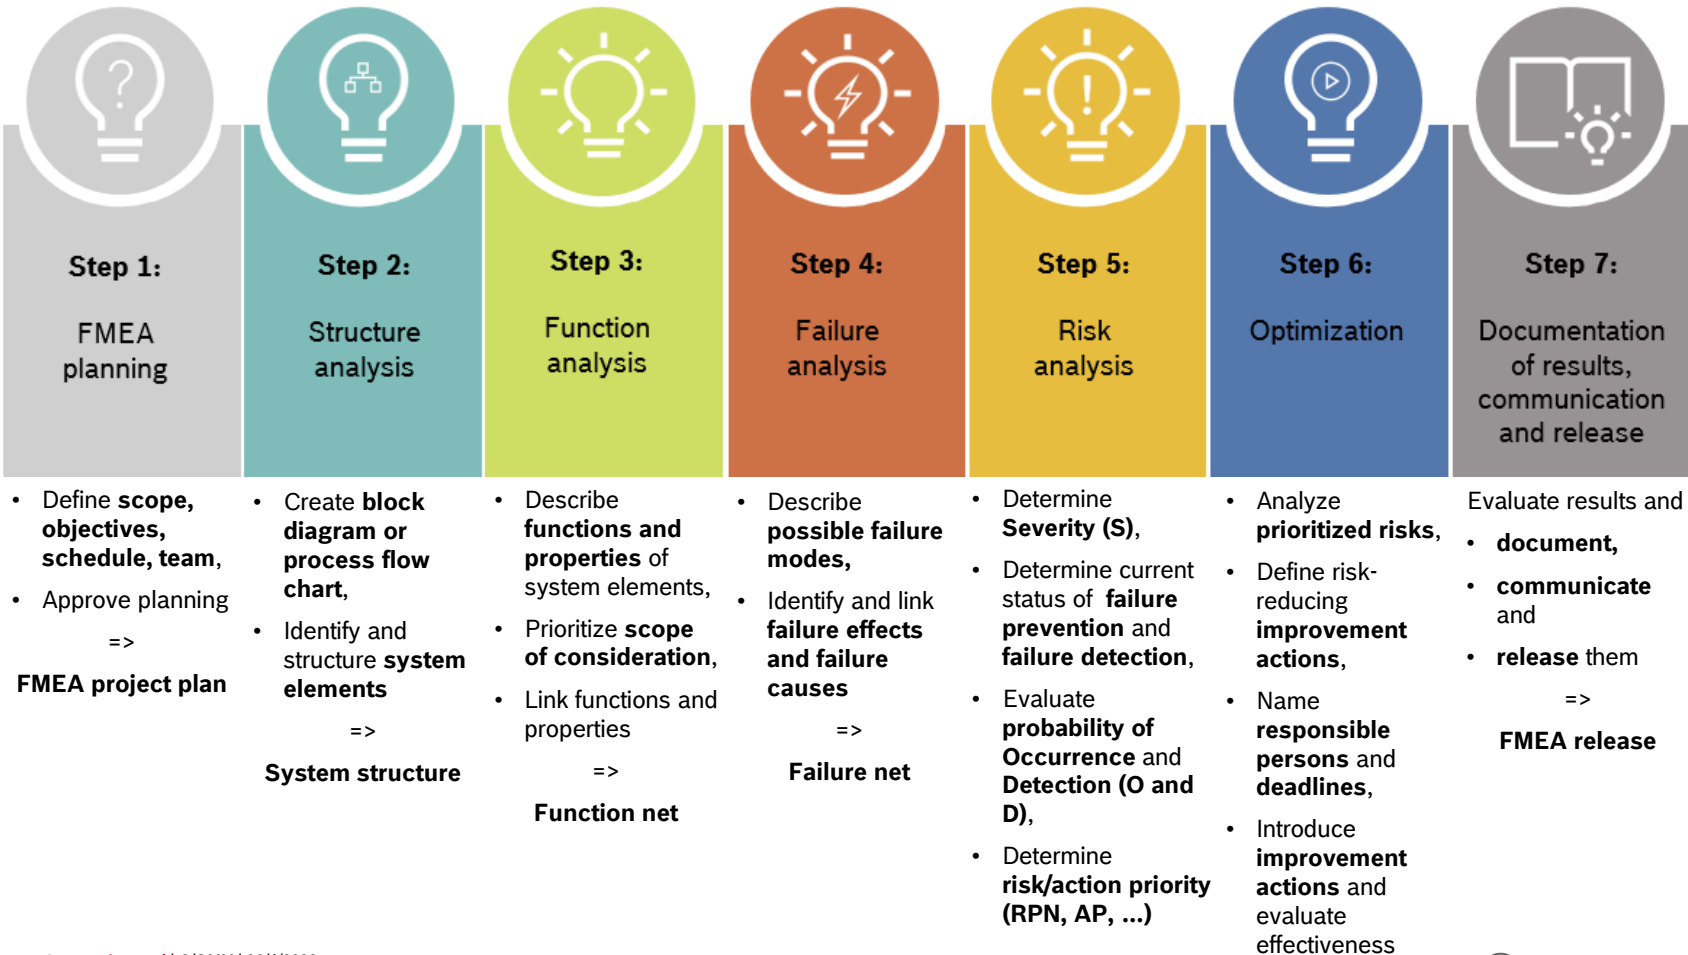 Step 1:
FMEA
planning
• Define scope,
objectives,
schedule, team,
• Approve planning
=>
FMEA project plan
Step 2:
Structure
analysis
• Create block
diagram or
process flow
chart,
• Identify and
structure system
elements
=>
System structure
Step 3:
Function
analysis
• Describe
functions and
properties of
system elements,
• Prioritize scope
of consideration,
• Link functions and
properties
=>
Function net
Step 4:
Failure
analysis
• Describe
possible failure
modes,
• Identify and link
failure effects
and failure
causes
=>
Failure net
Step 5:
Risk
analysis
• Determine
Severity (S),
• Determine current
status of failure
prevention and
failure detection,
• Evaluate
probability of
Occurrence and
Detection (O and
D),
• Determine
risk/action priority
(RPN, AP, ...)
Step 6:
Optimization
• Analyze
prioritized risks,
• Define risk-
reducing
improvement
actions,
• Name
responsible
persons and
deadlines,
• Introduce
improvement
actions and
evaluate
effectiveness
Step 7:
Documentation
of results,
communication
and release
Evaluate results and
• document,
• communicate
and
• release them
=>
FMEA release